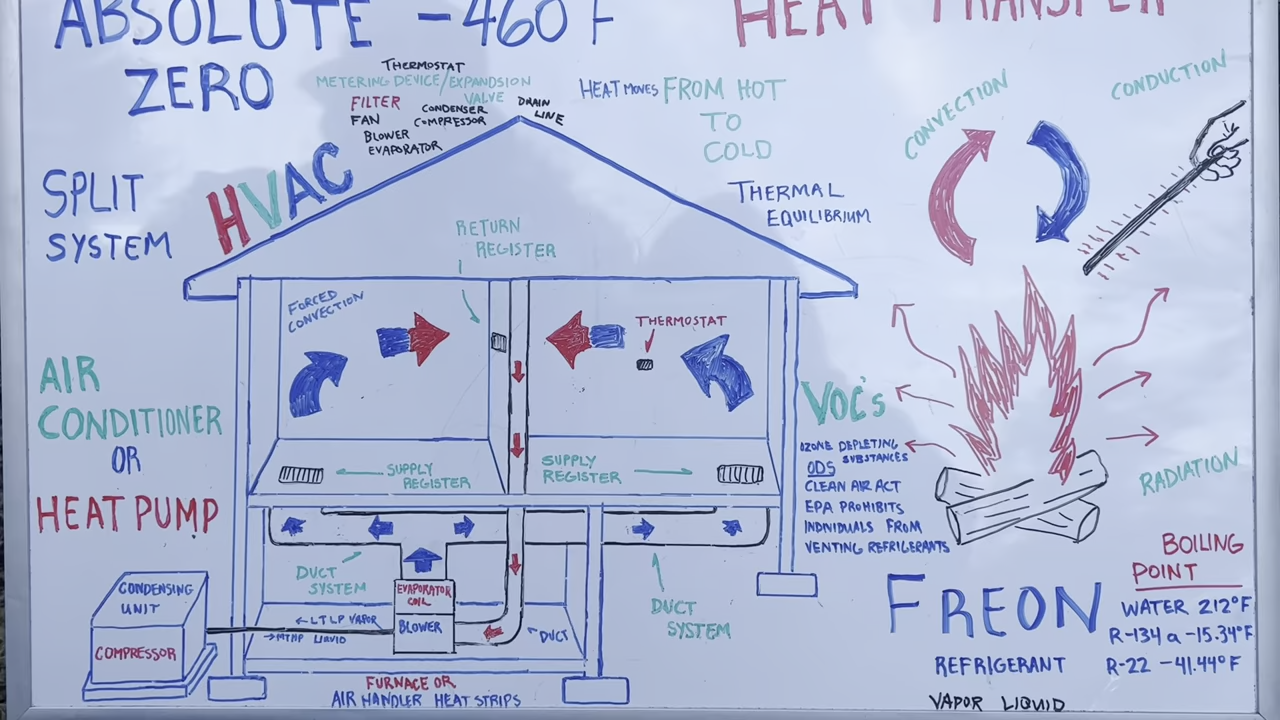 ABSOLUTE -460°F
ZERO
HEAT TRANSFER
THERMOSTAT
METERING DEVICE/EXPANDSION
VALVE
FILTER
FAN
BLOWER
EVAPORATOR
CONDENSER
COMPRESSOR
DRAIN
LINE
HEAT MOVES FROM HOT
TO
COLD
CONVECTION
CONDUCTION
SPLIT
SYSTEM
HVAC
THERMAL
EQUILIBRIUM
RETURN
REGISTER
FORCED
CONVECTION
THERMOSTAT
AIR
CONDITIONER
OR
HEAT PUMP
SUPPLY
REGISTER
SUPPLY
REGISTER
VOC's
OZONE DEPLETING
SUBSTANCES
ODS
CLEAN AIR ACT
EPA PROHIBITS
INDIVIDUALS FROM
VENTING REFRIGERANTS
RADIATION
DUCT
SYSTEM
DUCT
SYSTEM
CONDENSING
UNIT
COMPRESSOR
EVAPORATOR
COIL
BLOWER
LTLP VAPOR
LIQUID
DUCT
FURNACE OR
AIR HANDLER HEAT STRIPS
FREON
REFRIGERANT
VAPOR LIQUID
BOILING
POINT
WATER 212°F
R-134a -15.34°F
R-22 -41.44°F